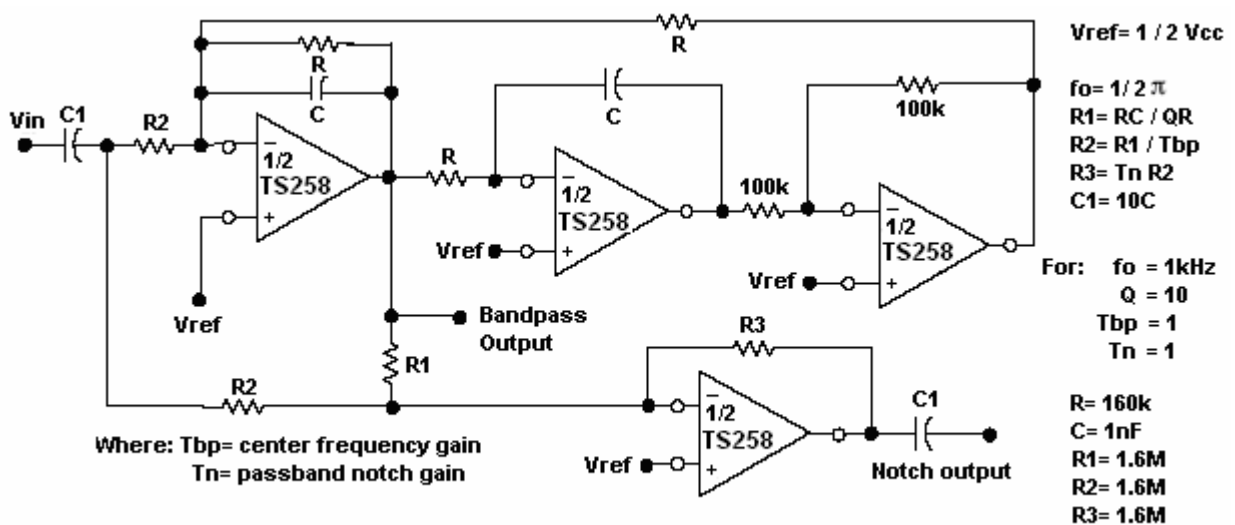 R
Vref= 1 / 2 Vcc
R
100k
fo= 1/ 2 π
R1= RC / QR
R2= R1 / Tbp
R3= Tn R2
C1= 10C
Vin
C1
R2
C
C
−
1/2
TS258
+
R
−
1/2
TS258
+
100k
−
1/2
TS258
+
Vref
Vref
Vref
For: fo = 1kHz
Q = 10
Tbp = 1
Tn = 1
Bandpass
Output
R1
R3
R2
−
1/2
TS258
+
C1
Vref
Notch output
Where: Tbp= center frequency gain
Tn= passband notch gain
R= 160k
C= 1nF
R1= 1.6M
R2= 1.6M
R3= 1.6M